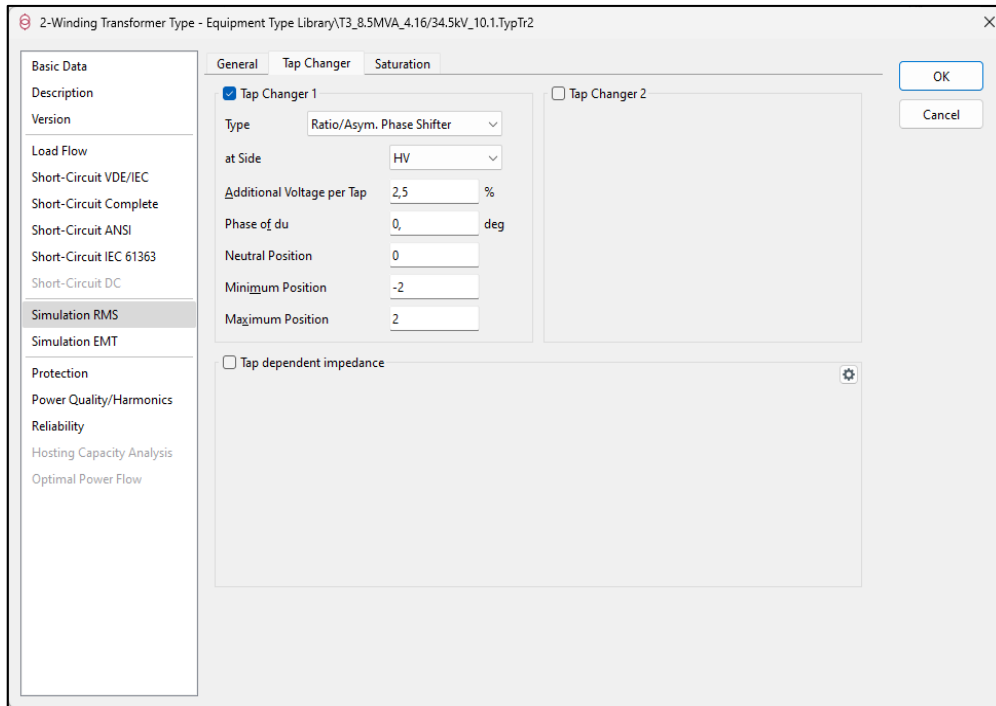 2-Winding Transformer Type - Equipment Type Library\T3_8.5MVA_4.16/34.5kV_10.1.TypTr2
Basic Data
Description
Version
Load Flow
Short-Circuit VDE/IEC
Short-Circuit Complete
Short-Circuit ANSI
Short-Circuit IEC 61363
Short-Circuit DC
Simulation RMS
Simulation EMT
Protection
Power Quality/Harmonics
Reliability
Hosting Capacity Analysis
Optimal Power Flow
General Tap Changer Saturation
Tap Changer 1
Type Ratio/Asym. Phase Shifter
at Side HV
Additional Voltage per Tap 2,5 %
Phase of du 0, deg
Neutral Position 0
Minimum Position -2
Maximum Position 2
Tap Changer 2
Tap dependent impedance
OK
Cancel